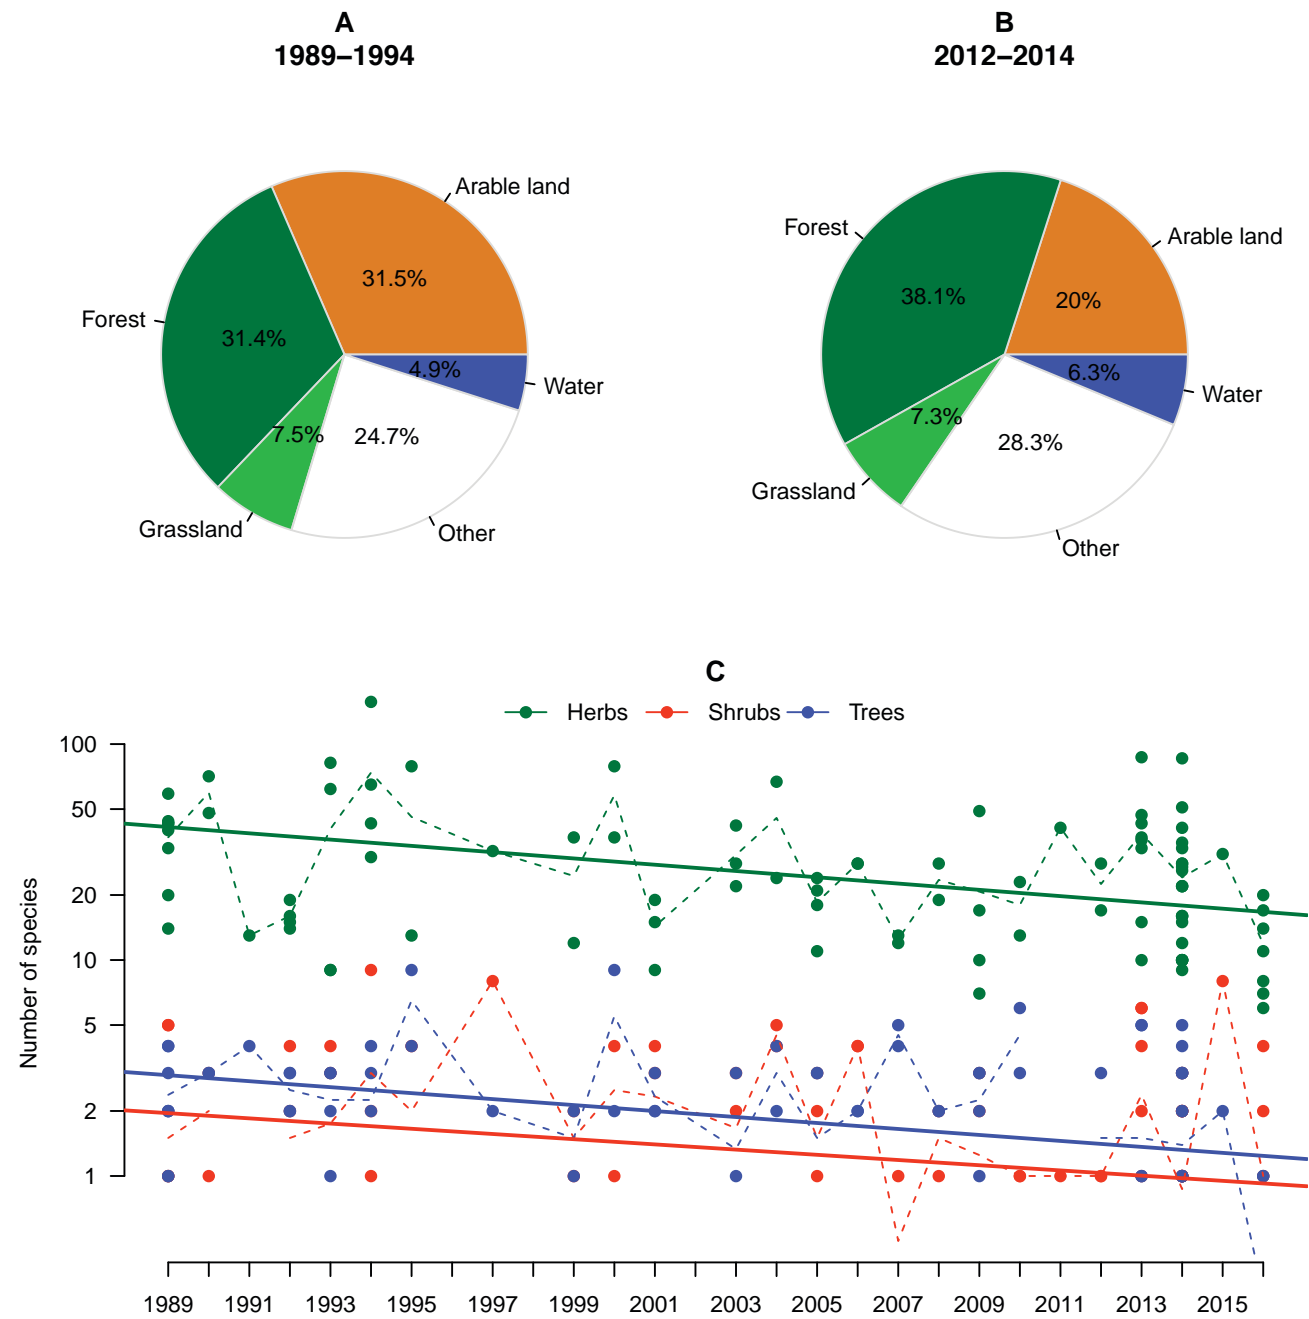 A
1989–1994
B
2012–2014
Arable land
31.5%
Forest
31.4%
4.9%
Water
7.5%
24.7%
Grassland
Other
Forest
Arable land
38.1%
20%
6.3%
Water
7.3%
28.3%
Grassland
Other
C
Herbs Shrubs Trees
Number of species
100
50
20
10
5
2
1
1989 1991 1993 1995 1997 1999 2001 2003 2005 2007 2009 2011 2013 2015